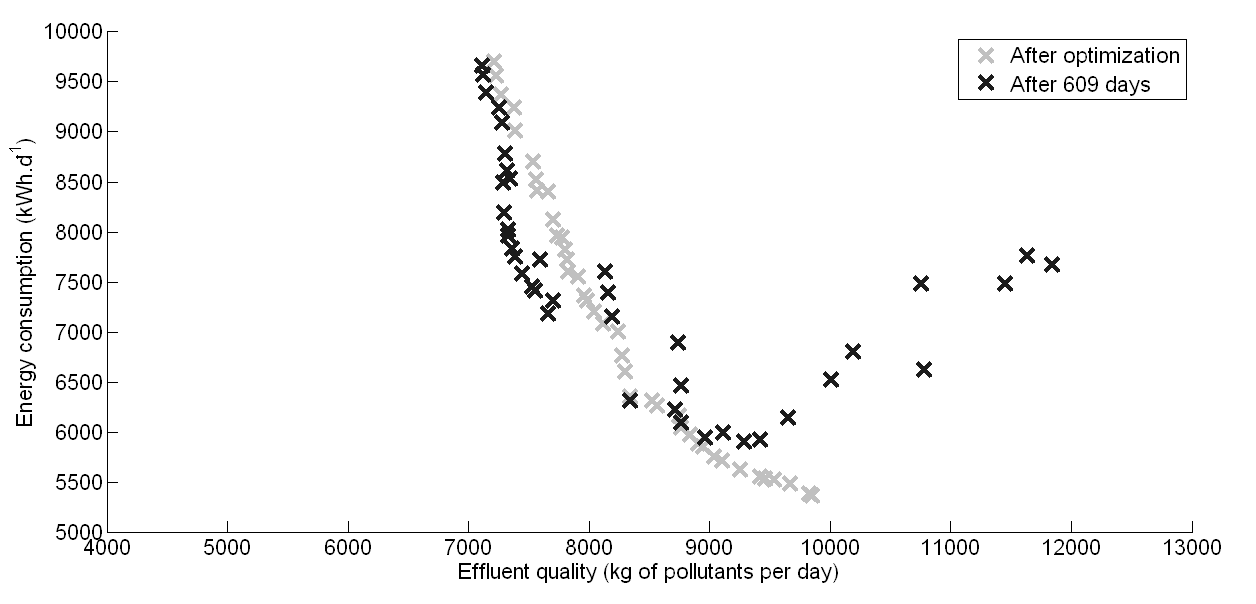 10000
9500
9000
8500
8000
7500
7000
6500
6000
5500
5000
4000 5000 6000 7000 8000 9000 10000 11000 12000 13000
Energy consumption (kWh.d¹)
Effluent quality (kg of pollutants per day)
After optimization
After 609 days